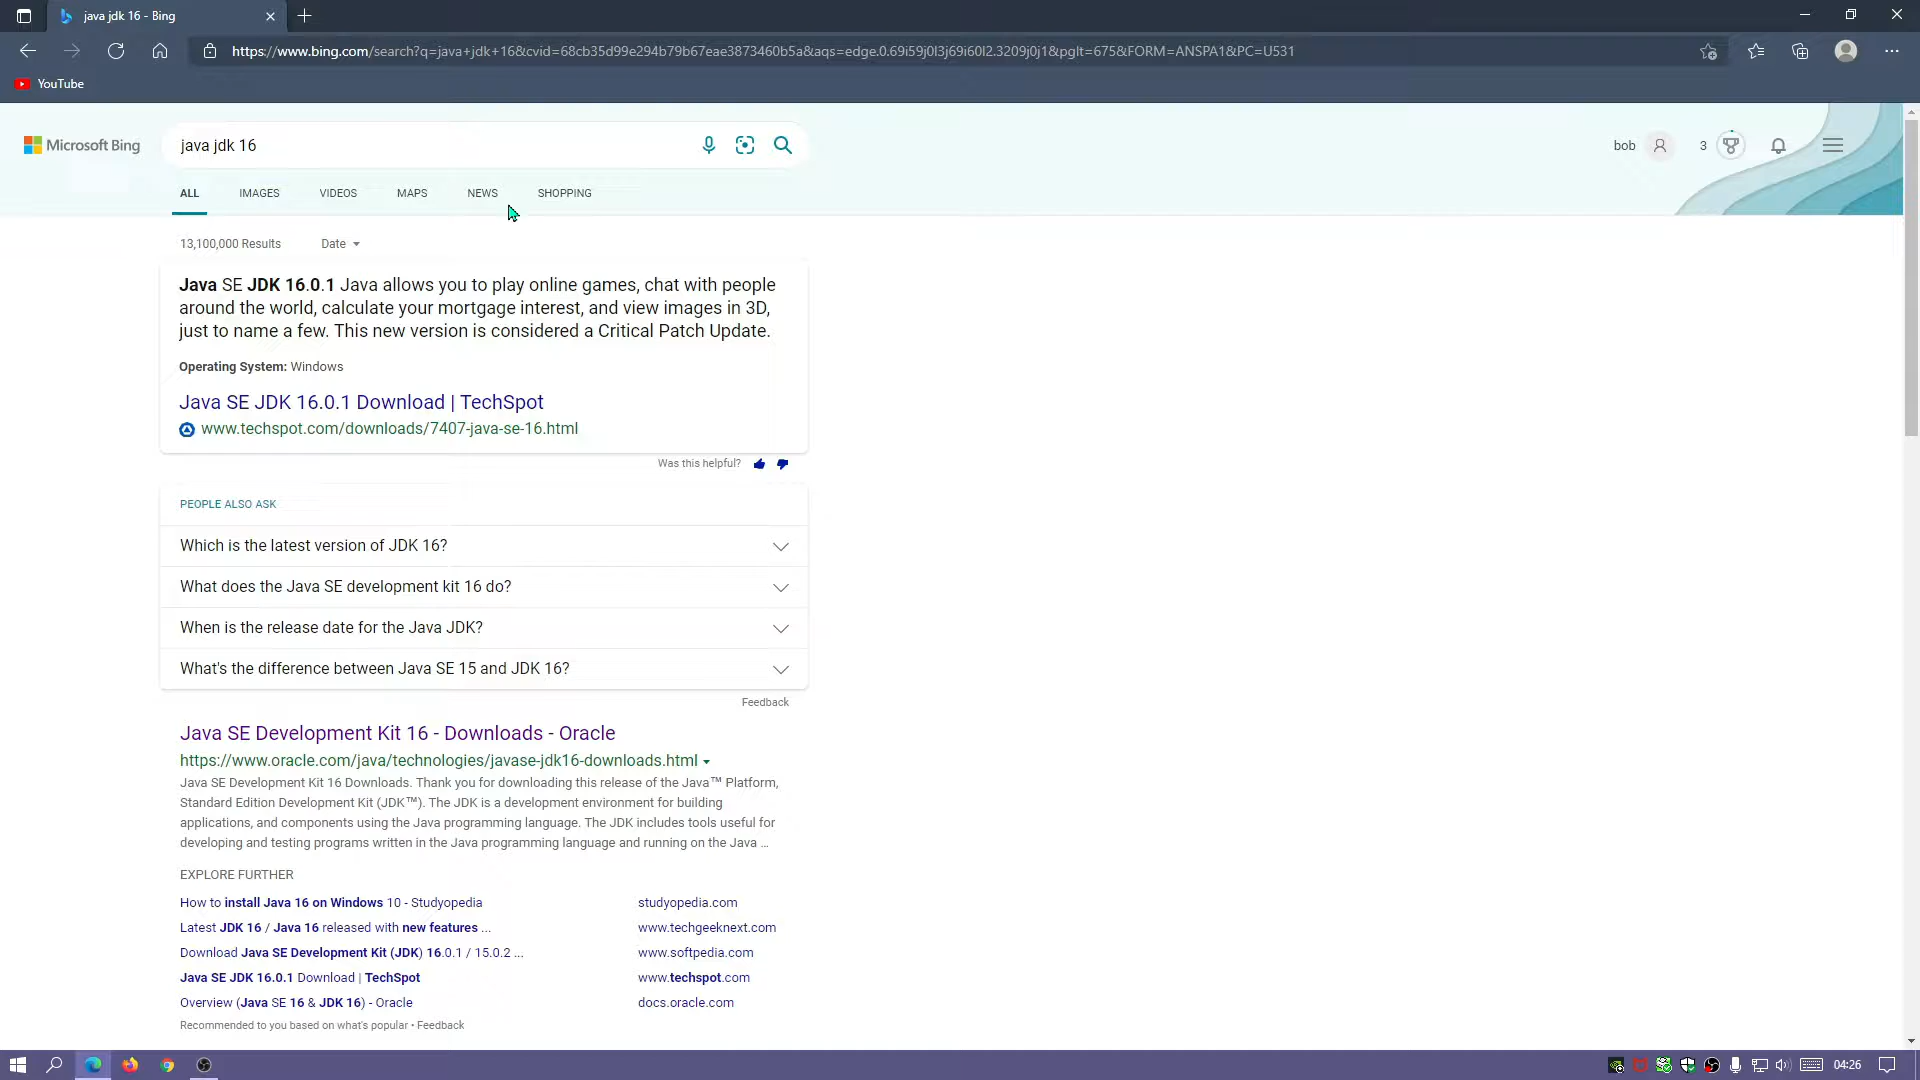 java jdk 16 - Bing
https://www.bing.com/search?q=java+jdk+16&cvid=68cb35d99e294b79b67eae3873460b5a&aqs=edge.0.69i59j0l3j69i60l2.3209j0j1&pglt=675&FORM=ANSPA1&PC=U531
YouTube
Microsoft Bing
java jdk 16
bob
3
ALL IMAGES VIDEOS MAPS NEWS SHOPPING
13,100,000 Results Date
Java SE JDK 16.0.1 Java allows you to play online games, chat with people
around the world, calculate your mortgage interest, and view images in 3D,
just to name a few. This new version is considered a Critical Patch Update.
Operating System: Windows
Java SE JDK 16.0.1 Download | TechSpot
www.techspot.com/downloads/7407-java-se-16.html
Was this helpful?
PEOPLE ALSO ASK
Which is the latest version of JDK 16?
What does the Java SE development kit 16 do?
When is the release date for the Java JDK?
What's the difference between Java SE 15 and JDK 16?
Feedback
Java SE Development Kit 16 - Downloads - Oracle
https://www.oracle.com/java/technologies/javase-jdk16-downloads.html
Java SE Development Kit 16 Downloads. Thank you for downloading this release of the Java™ Platform,
Standard Edition Development Kit (JDK™). The JDK is a development environment for building
applications, and components using the Java programming language. The JDK includes tools useful for
developing and testing programs written in the Java programming language and running on the Java ...
EXPLORE FURTHER
How to install Java 16 on Windows 10 - Studyopedia studyopedia.com
Latest JDK 16 / Java 16 released with new features ... www.techgeeknext.com
Download Java SE Development Kit (JDK) 16.0.1 / 15.0.2 ... www.softpedia.com
Java SE JDK 16.0.1 Download | TechSpot www.techspot.com
Overview (Java SE 16 & JDK 16) - Oracle docs.oracle.com
Recommended to you based on what's popular • Feedback
04:26